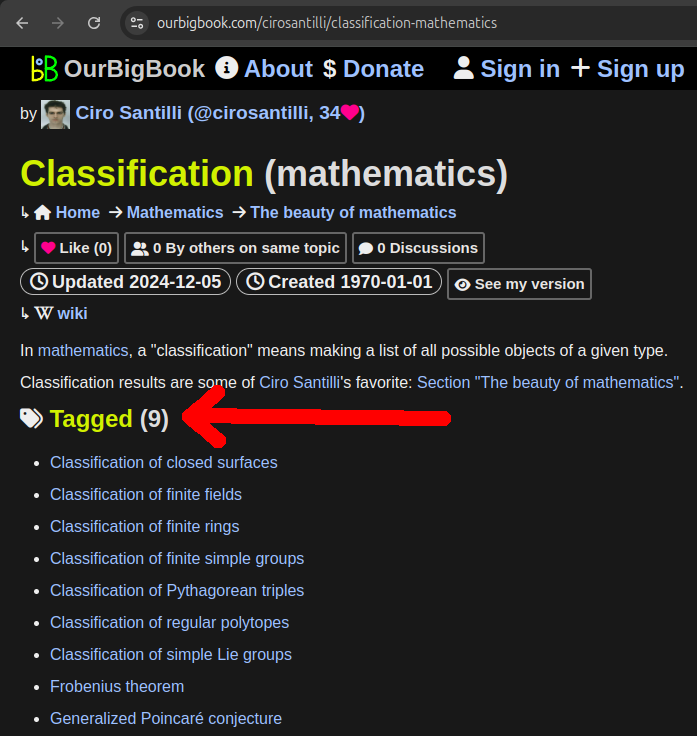 ourbigbook.com/cirosantilli/classification-mathematics
OurBigBook About $ Donate Sign in + Sign up
by Ciro Santilli (@cirosantilli, 34)
Classification (mathematics)
↳ Home → Mathematics → The beauty of mathematics
↳ Like (0) 0 By others on same topic 0 Discussions
Updated 2024-12-05 Created 1970-01-01 See my version
↳ W wiki
In mathematics, a "classification" means making a list of all possible objects of a given type.
Classification results are some of Ciro Santilli's favorite: Section "The beauty of mathematics".
Tagged (9)
• Classification of closed surfaces
• Classification of finite fields
• Classification of finite rings
• Classification of finite simple groups
• Classification of Pythagorean triples
• Classification of regular polytopes
• Classification of simple Lie groups
• Frobenius theorem
• Generalized Poincaré conjecture